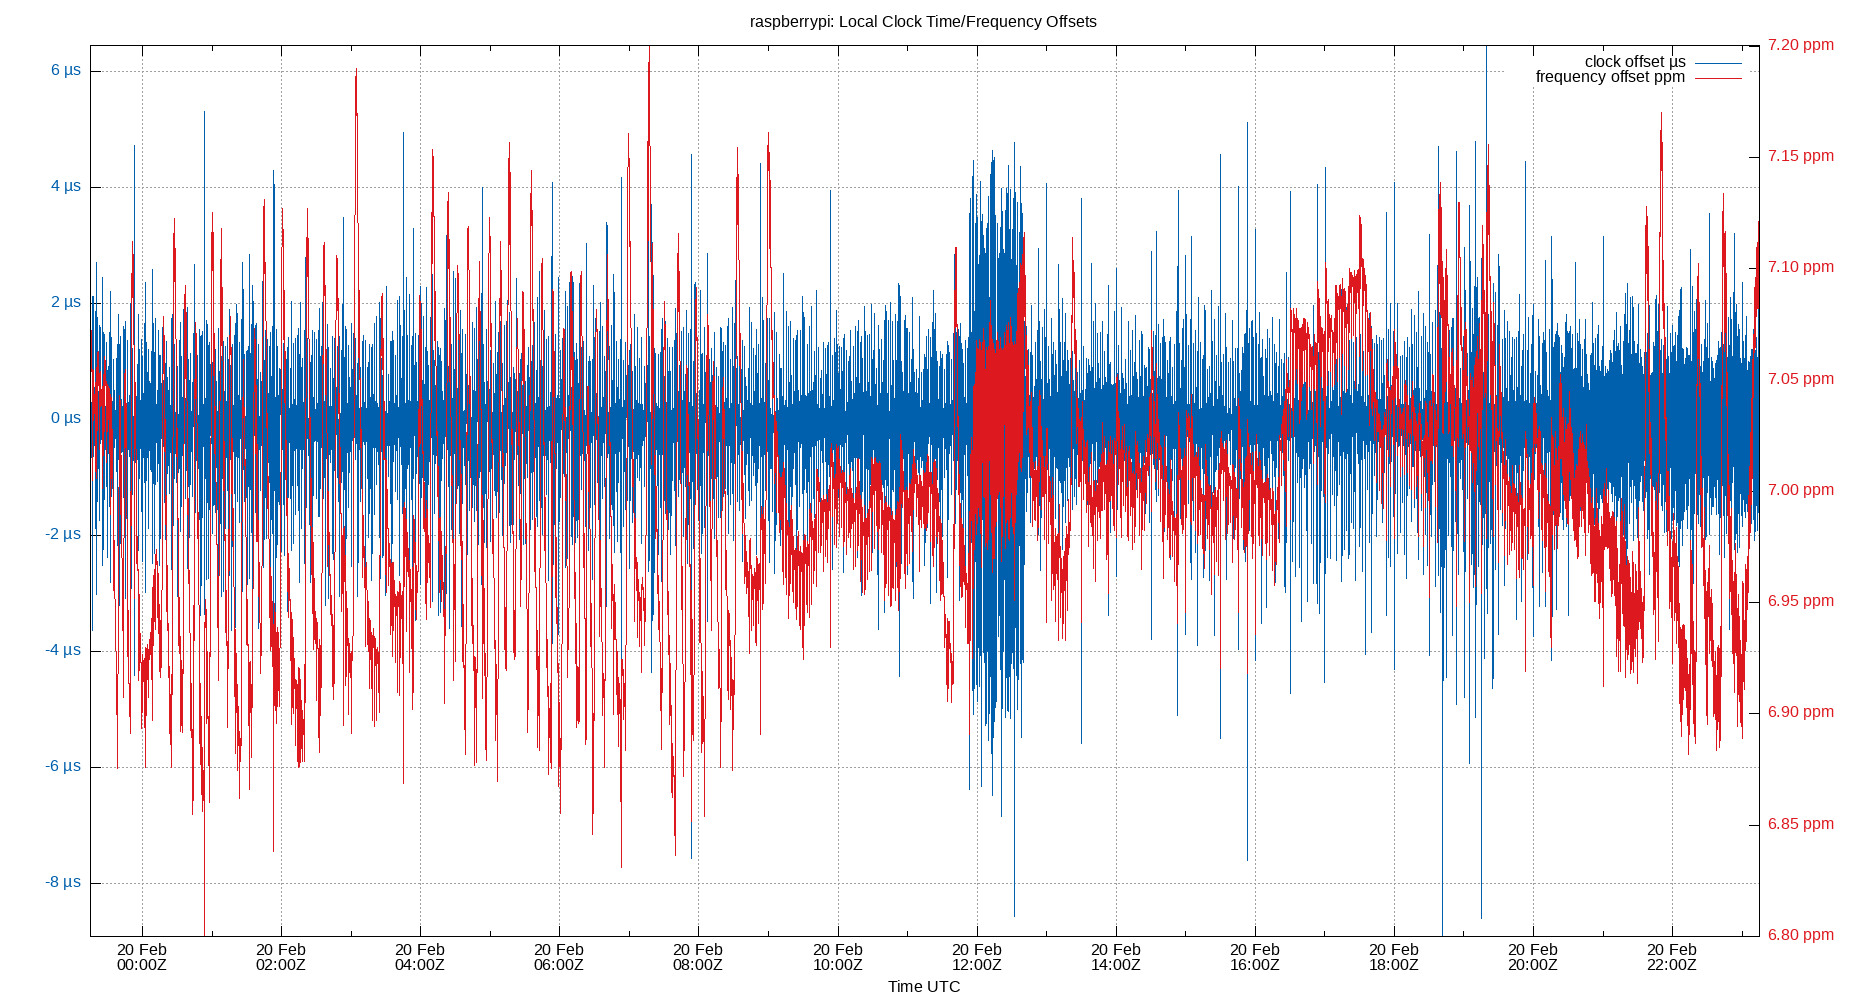 raspberrypi: Local Clock Time/Frequency Offsets
clock offset µs
frequency offset ppm
6 µs
4 µs
2 µs
0 µs
-2 µs
-4 µs
-6 µs
-8 µs
7.20 ppm
7.15 ppm
7.10 ppm
7.05 ppm
7.00 ppm
6.95 ppm
6.90 ppm
6.85 ppm
6.80 ppm
20 Feb 20 Feb 20 Feb 20 Feb 20 Feb 20 Feb 20 Feb 20 Feb 20 Feb 20 Feb 20 Feb 20 Feb
00:00Z 02:00Z 04:00Z 06:00Z 08:00Z 10:00Z 12:00Z 14:00Z 16:00Z 18:00Z 20:00Z 22:00Z
Time UTC